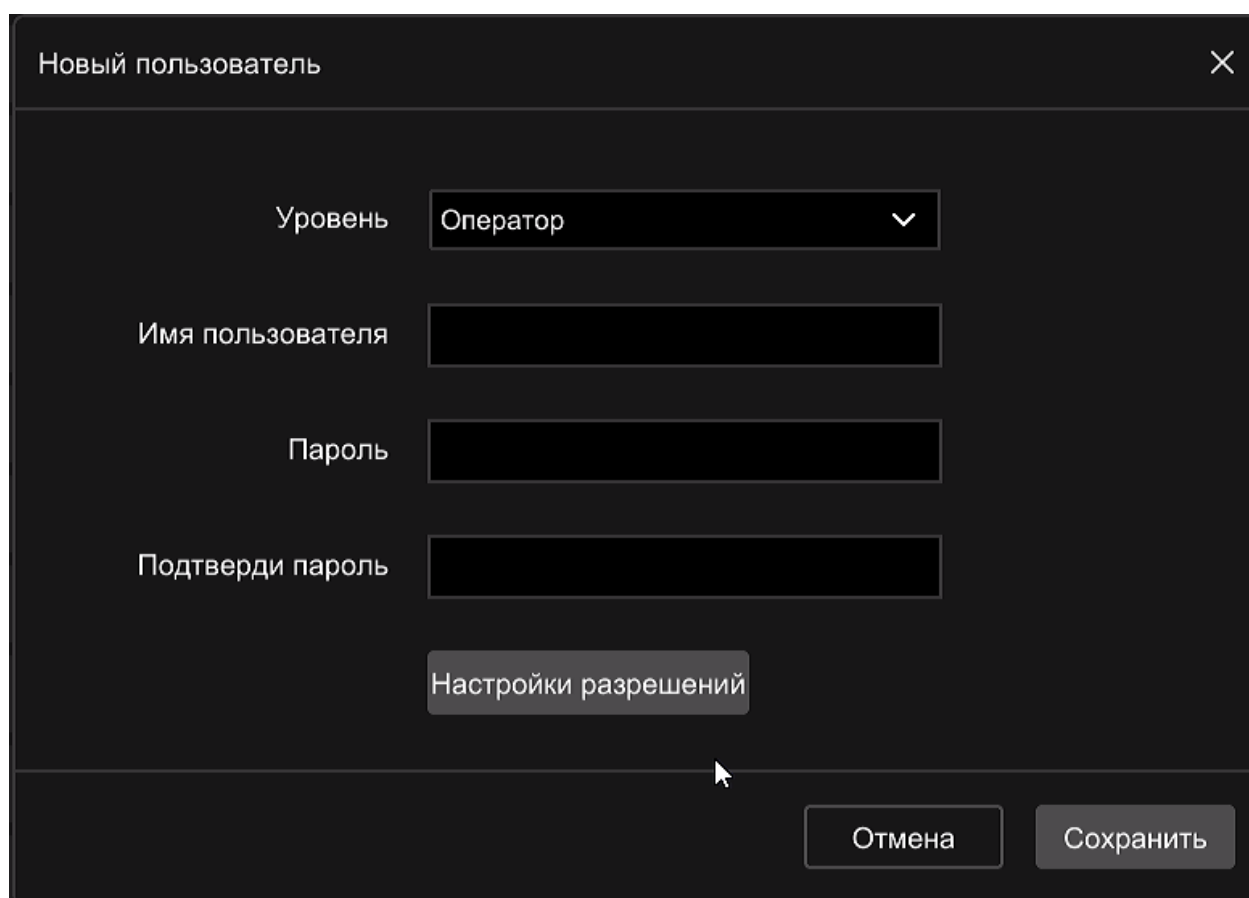 Новый пользователь
Уровень Оператор
Имя пользователя
Пароль
Подтверди пароль
Настройки разрешений
Отмена Сохранить